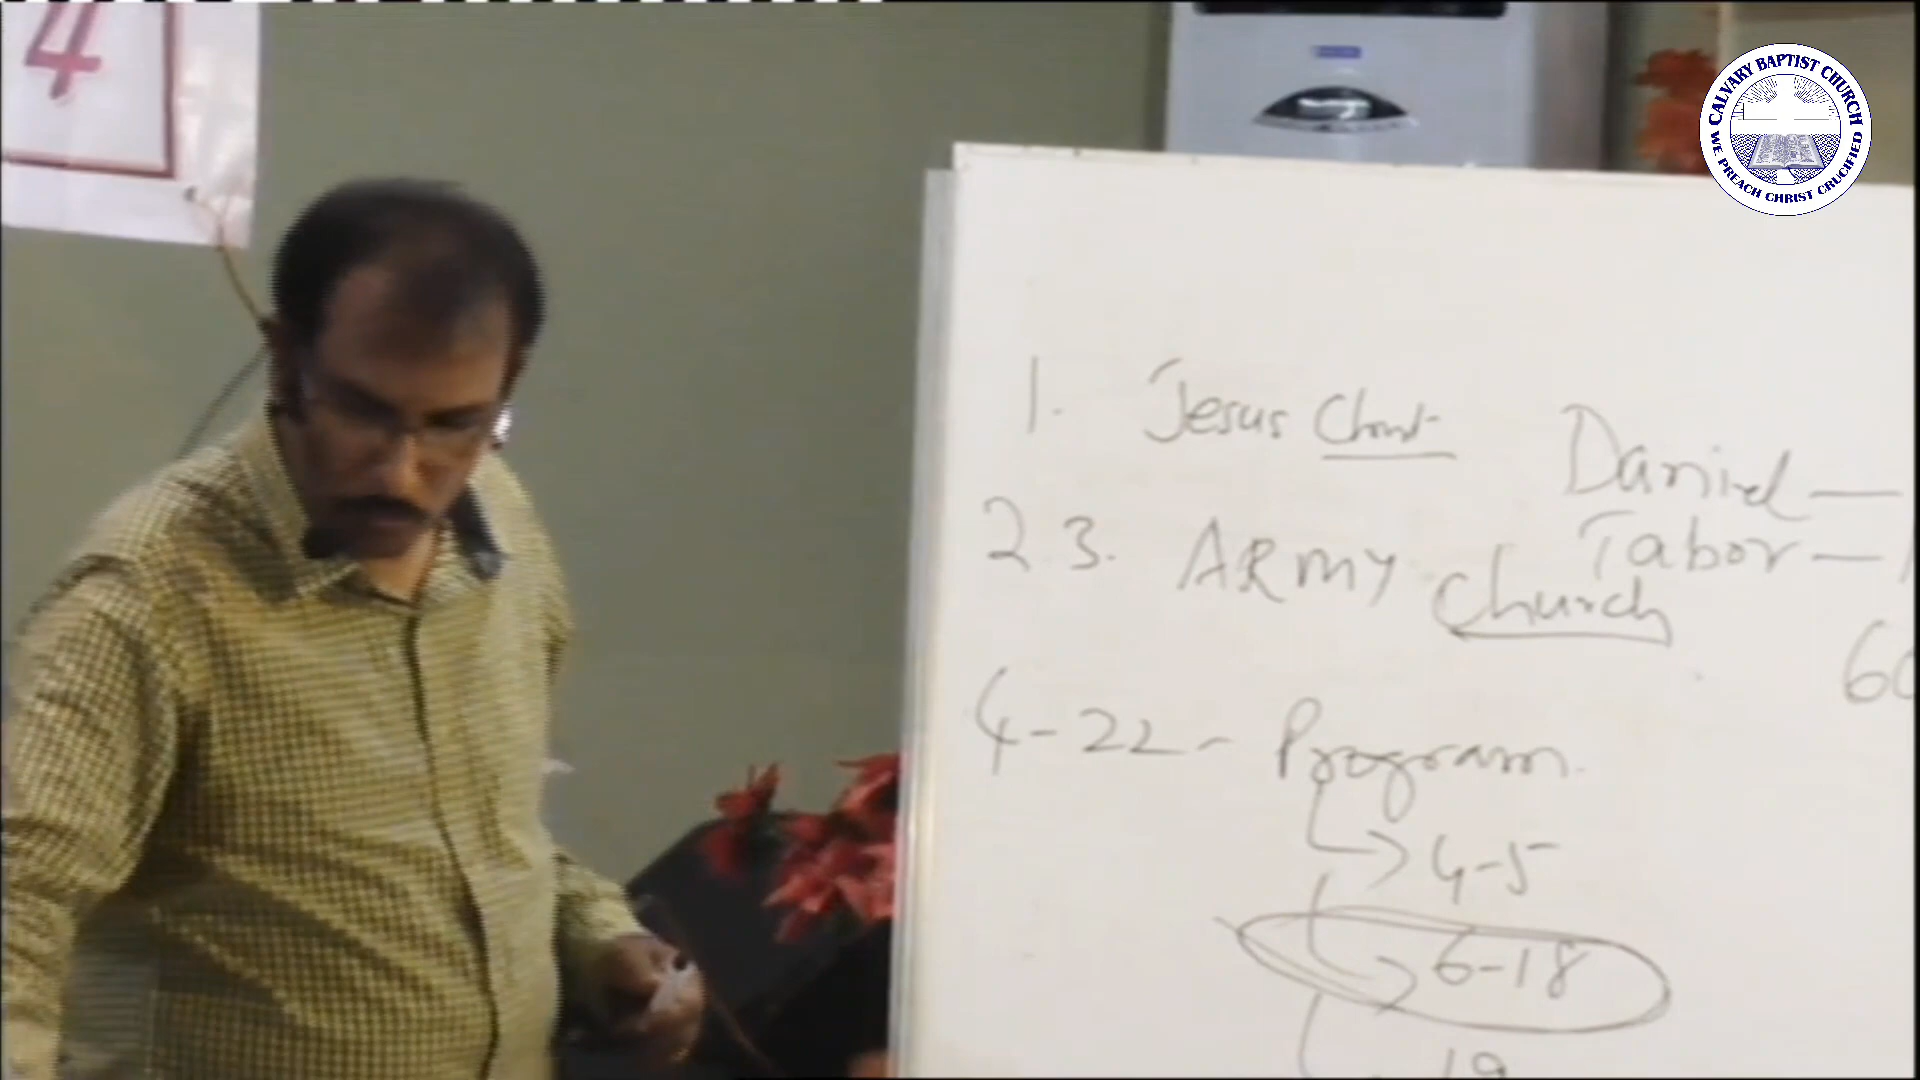 4
CALVARY BAPTIST CHURCH
WE PREACH CHRIST CRUCIFIED
1. Jesus Christ
Daniel —
2.3. ARMY Church
Tabor —
60
4-22- Program.
4-5
6-18
19